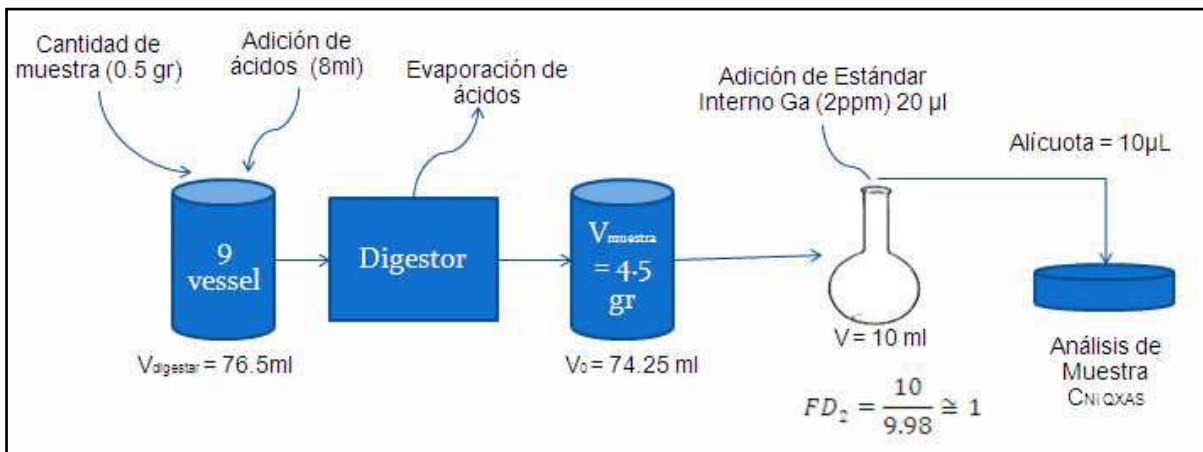 Cantidad de
muestra (0.5 gr)
Adición de
ácidos (8ml)
Evaporación de
ácidos
Adición de Estándar
Interno Ga (2ppm) 20 µl
Alícuota = 10µL
9
vessel
Digestor
Vmuestra
= 4.5
gr
Vdigestar = 76.5ml
V0 = 74.25 ml
V = 10 ml
FD2 = 10/9.98 ≅ 1
Análisis de
Muestra
CNi QXAS